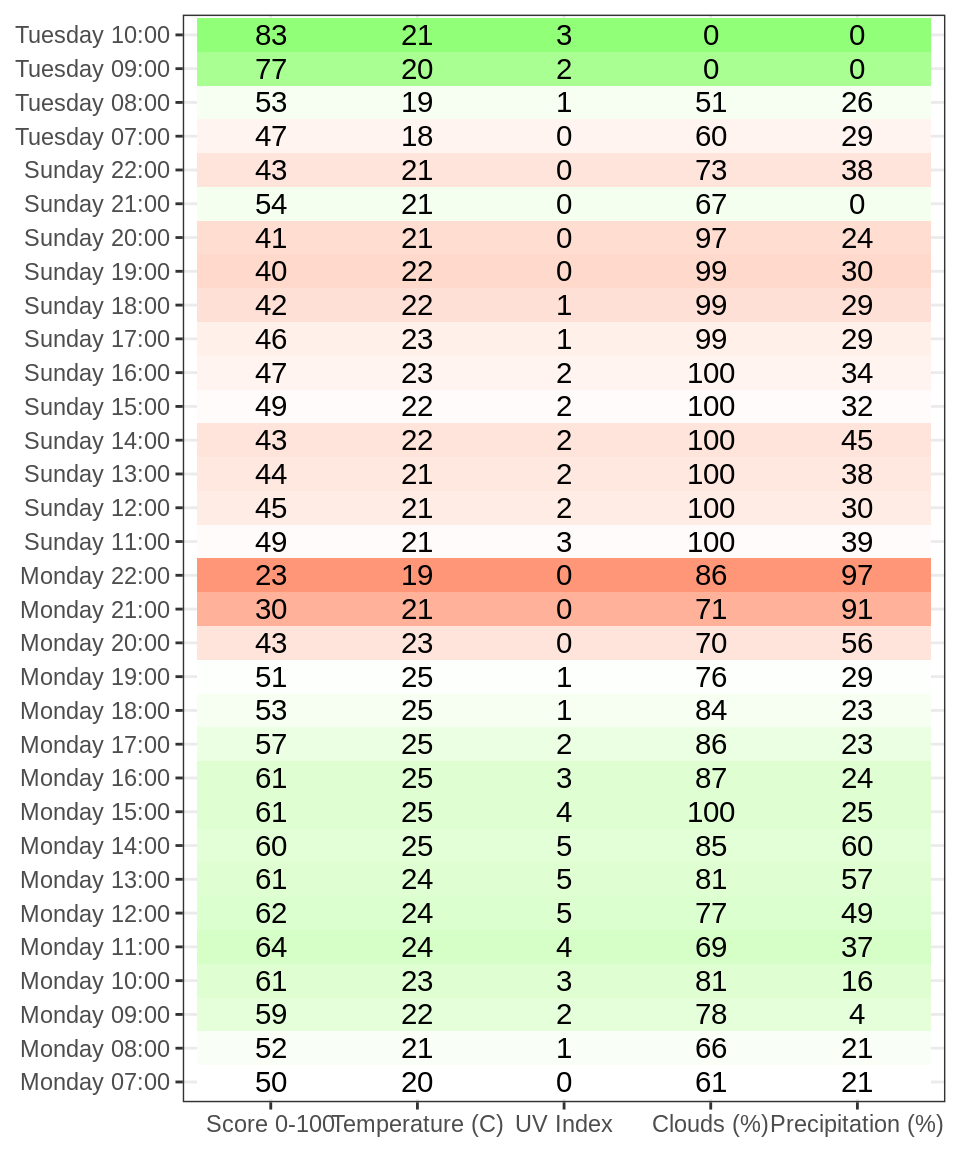 Tuesday 10:00 83 21 3 0 0
Tuesday 09:00 77 20 2 0 0
Tuesday 08:00 53 19 1 51 26
Tuesday 07:00 47 18 0 60 29
Sunday 22:00 43 21 0 73 38
Sunday 21:00 54 21 0 67 0
Sunday 20:00 41 21 0 97 24
Sunday 19:00 40 22 0 99 30
Sunday 18:00 42 22 1 99 29
Sunday 17:00 46 23 1 99 29
Sunday 16:00 47 23 2 100 34
Sunday 15:00 49 22 2 100 32
Sunday 14:00 43 22 2 100 45
Sunday 13:00 44 21 2 100 38
Sunday 12:00 45 21 2 100 30
Sunday 11:00 49 21 3 100 39
Monday 22:00 23 19 0 86 97
Monday 21:00 30 21 0 71 91
Monday 20:00 43 23 0 70 56
Monday 19:00 51 25 1 76 29
Monday 18:00 53 25 1 84 23
Monday 17:00 57 25 2 86 23
Monday 16:00 61 25 3 87 24
Monday 15:00 61 25 4 100 25
Monday 14:00 60 25 5 85 60
Monday 13:00 61 24 5 81 57
Monday 12:00 62 24 5 77 49
Monday 11:00 64 24 4 69 37
Monday 10:00 61 23 3 81 16
Monday 09:00 59 22 2 78 4
Monday 08:00 52 21 1 66 21
Monday 07:00 50 20 0 61 21
Score 0-100 Temperature (C) UV Index Clouds (%) Precipitation (%)